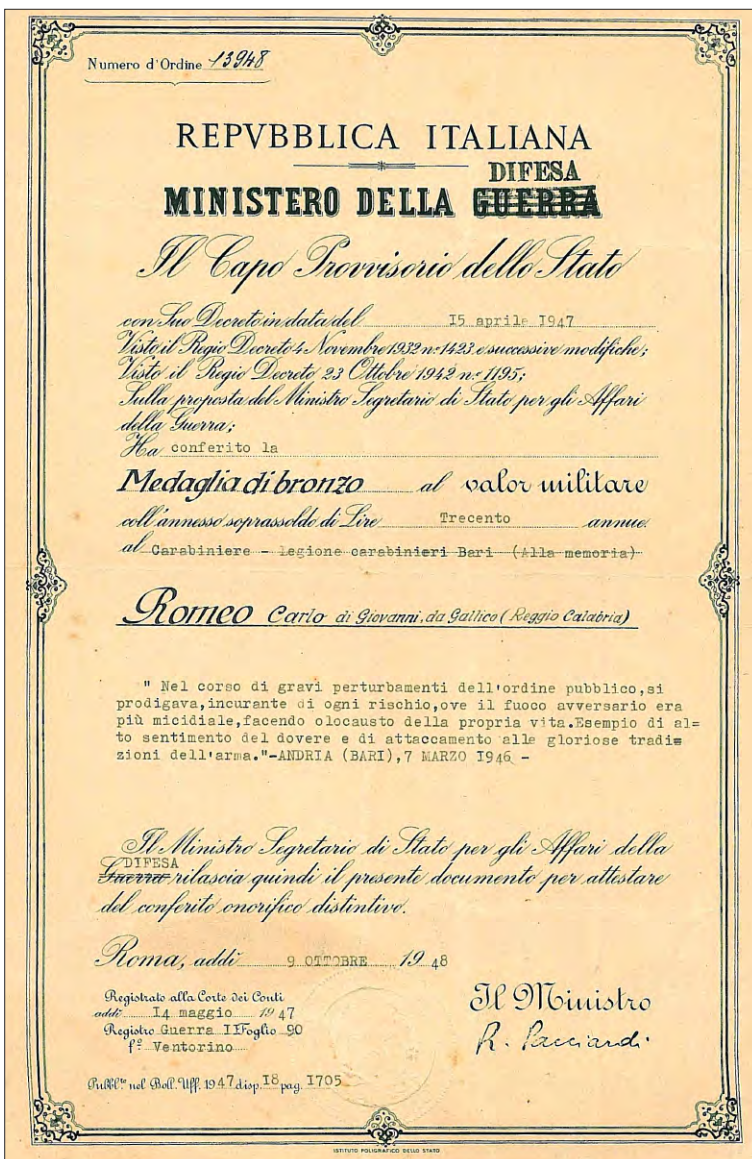 Numero d'Ordine 13948
REPVBBLICA ITALIANA
DIFESA
MINISTERO DELLA GUERRA
Il Capo Provvisorio dello Stato
con Suo Decreto in data del 15 aprile 1947
Visto il Regio Decreto 4 Novembre 1932 nº 1423 e successive modifiche;
Visto il Regio Decreto 23 Ottobre 1942 nº 1195;
Sulla proposta del Ministro Segretario di Stato per gli Affari
della Guerra;
Ha conferito la
Medaglia di bronzo al valor militare
coll'annesso soprassoldo di Lire Trecento annue
al Carabiniere - legione carabinieri Bari (Alla memoria)
Romeo Carlo di Giovanni, da Gallico (Reggio Calabria)
" Nel corso di gravi perturbamenti dell'ordine pubblico,si
prodigava,incurante di ogni rischio,ove il fuoco avversario era
più micidiale,facendo olocausto della propria vita.Esempio di al=
to sentimento del dovere e di attaccamento alle gloriose tradi=
zioni dell'arma."-ANDRIA (BARI),7 MARZO 1946 -
Il Ministro Segretario di Stato per gli Affari della
DIFESA
Guerra rilascia quindi il presente documento per attestare
del conferito onorifico distintivo.
Roma, addì 9 OTTOBRE 1948
Registrato alla Corte dei Conti
addì 14 maggio 1947
Registro Guerra II Foglio 90
fº Ventorino
Il Ministro
R. Pacciardi
Pubbl.to nel Boll. Uff. 1947 disp. 18 pag. 1705
ISTITUTO POLIGRAFICO DELLO STATO